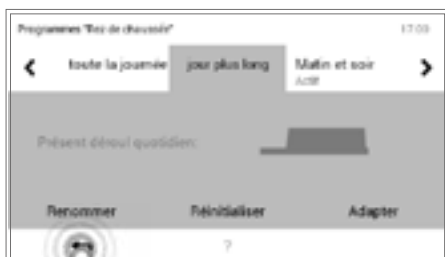 Programmes "Rez de chaussée" 17:03
toute la journée jour plus long Matin et soir
Actif
Présent déroul quotidien:
Renommer Réinitialiser Adapter
?